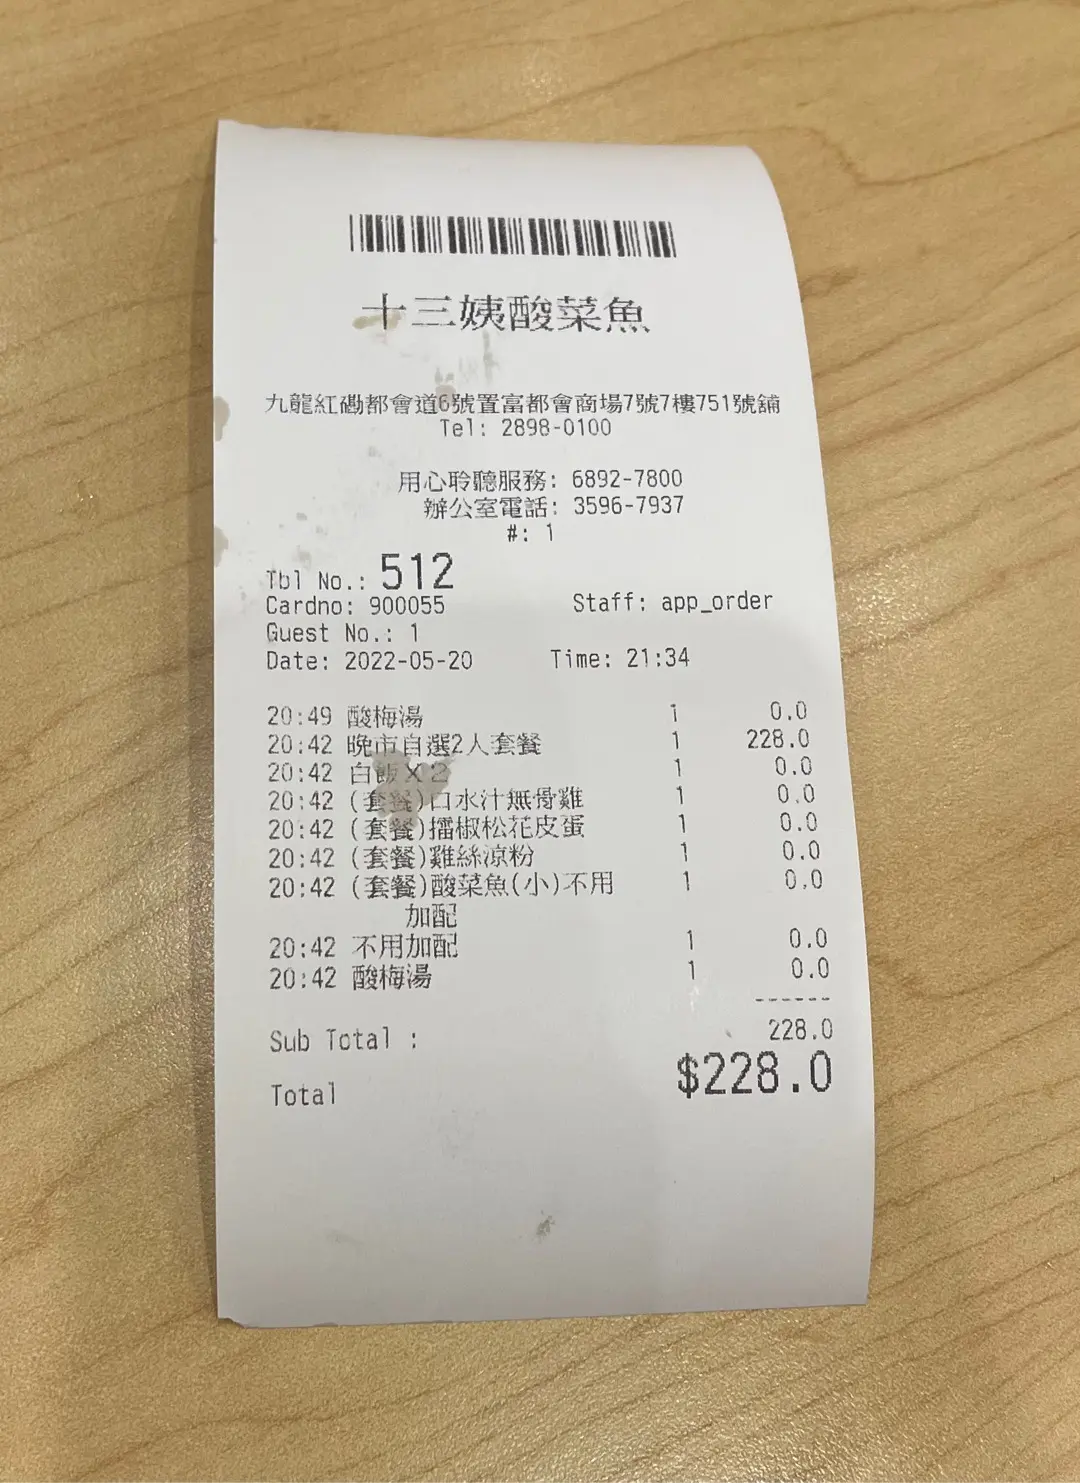 十三姨酸菜魚
九龍紅磡都會道6號置富都會商場7號7樓751號舖
Tel: 2898-0100
用心聆聽服務: 6892-7800
辦公室電話: 3596-7937
#: 1
Tbl No.: 512
Cardno: 900055 Staff: app_order
Guest No.: 1
Date: 2022-05-20 Time: 21:34
20:49 酸梅湯 1 0.0
20:42 晚市自選2人套餐 1 228.0
20:42 白飯X2 1 0.0
20:42 (套餐)口水汁無骨雞 1 0.0
20:42 (套餐)擂椒松花皮蛋 1 0.0
20:42 (套餐)雞絲涼粉 1 0.0
20:42 (套餐)酸菜魚(小)不用 1 0.0
加配
20:42 不用加配 1 0.0
20:42 酸梅湯 1 0.0
------
Sub Total : 228.0
Total $228.0